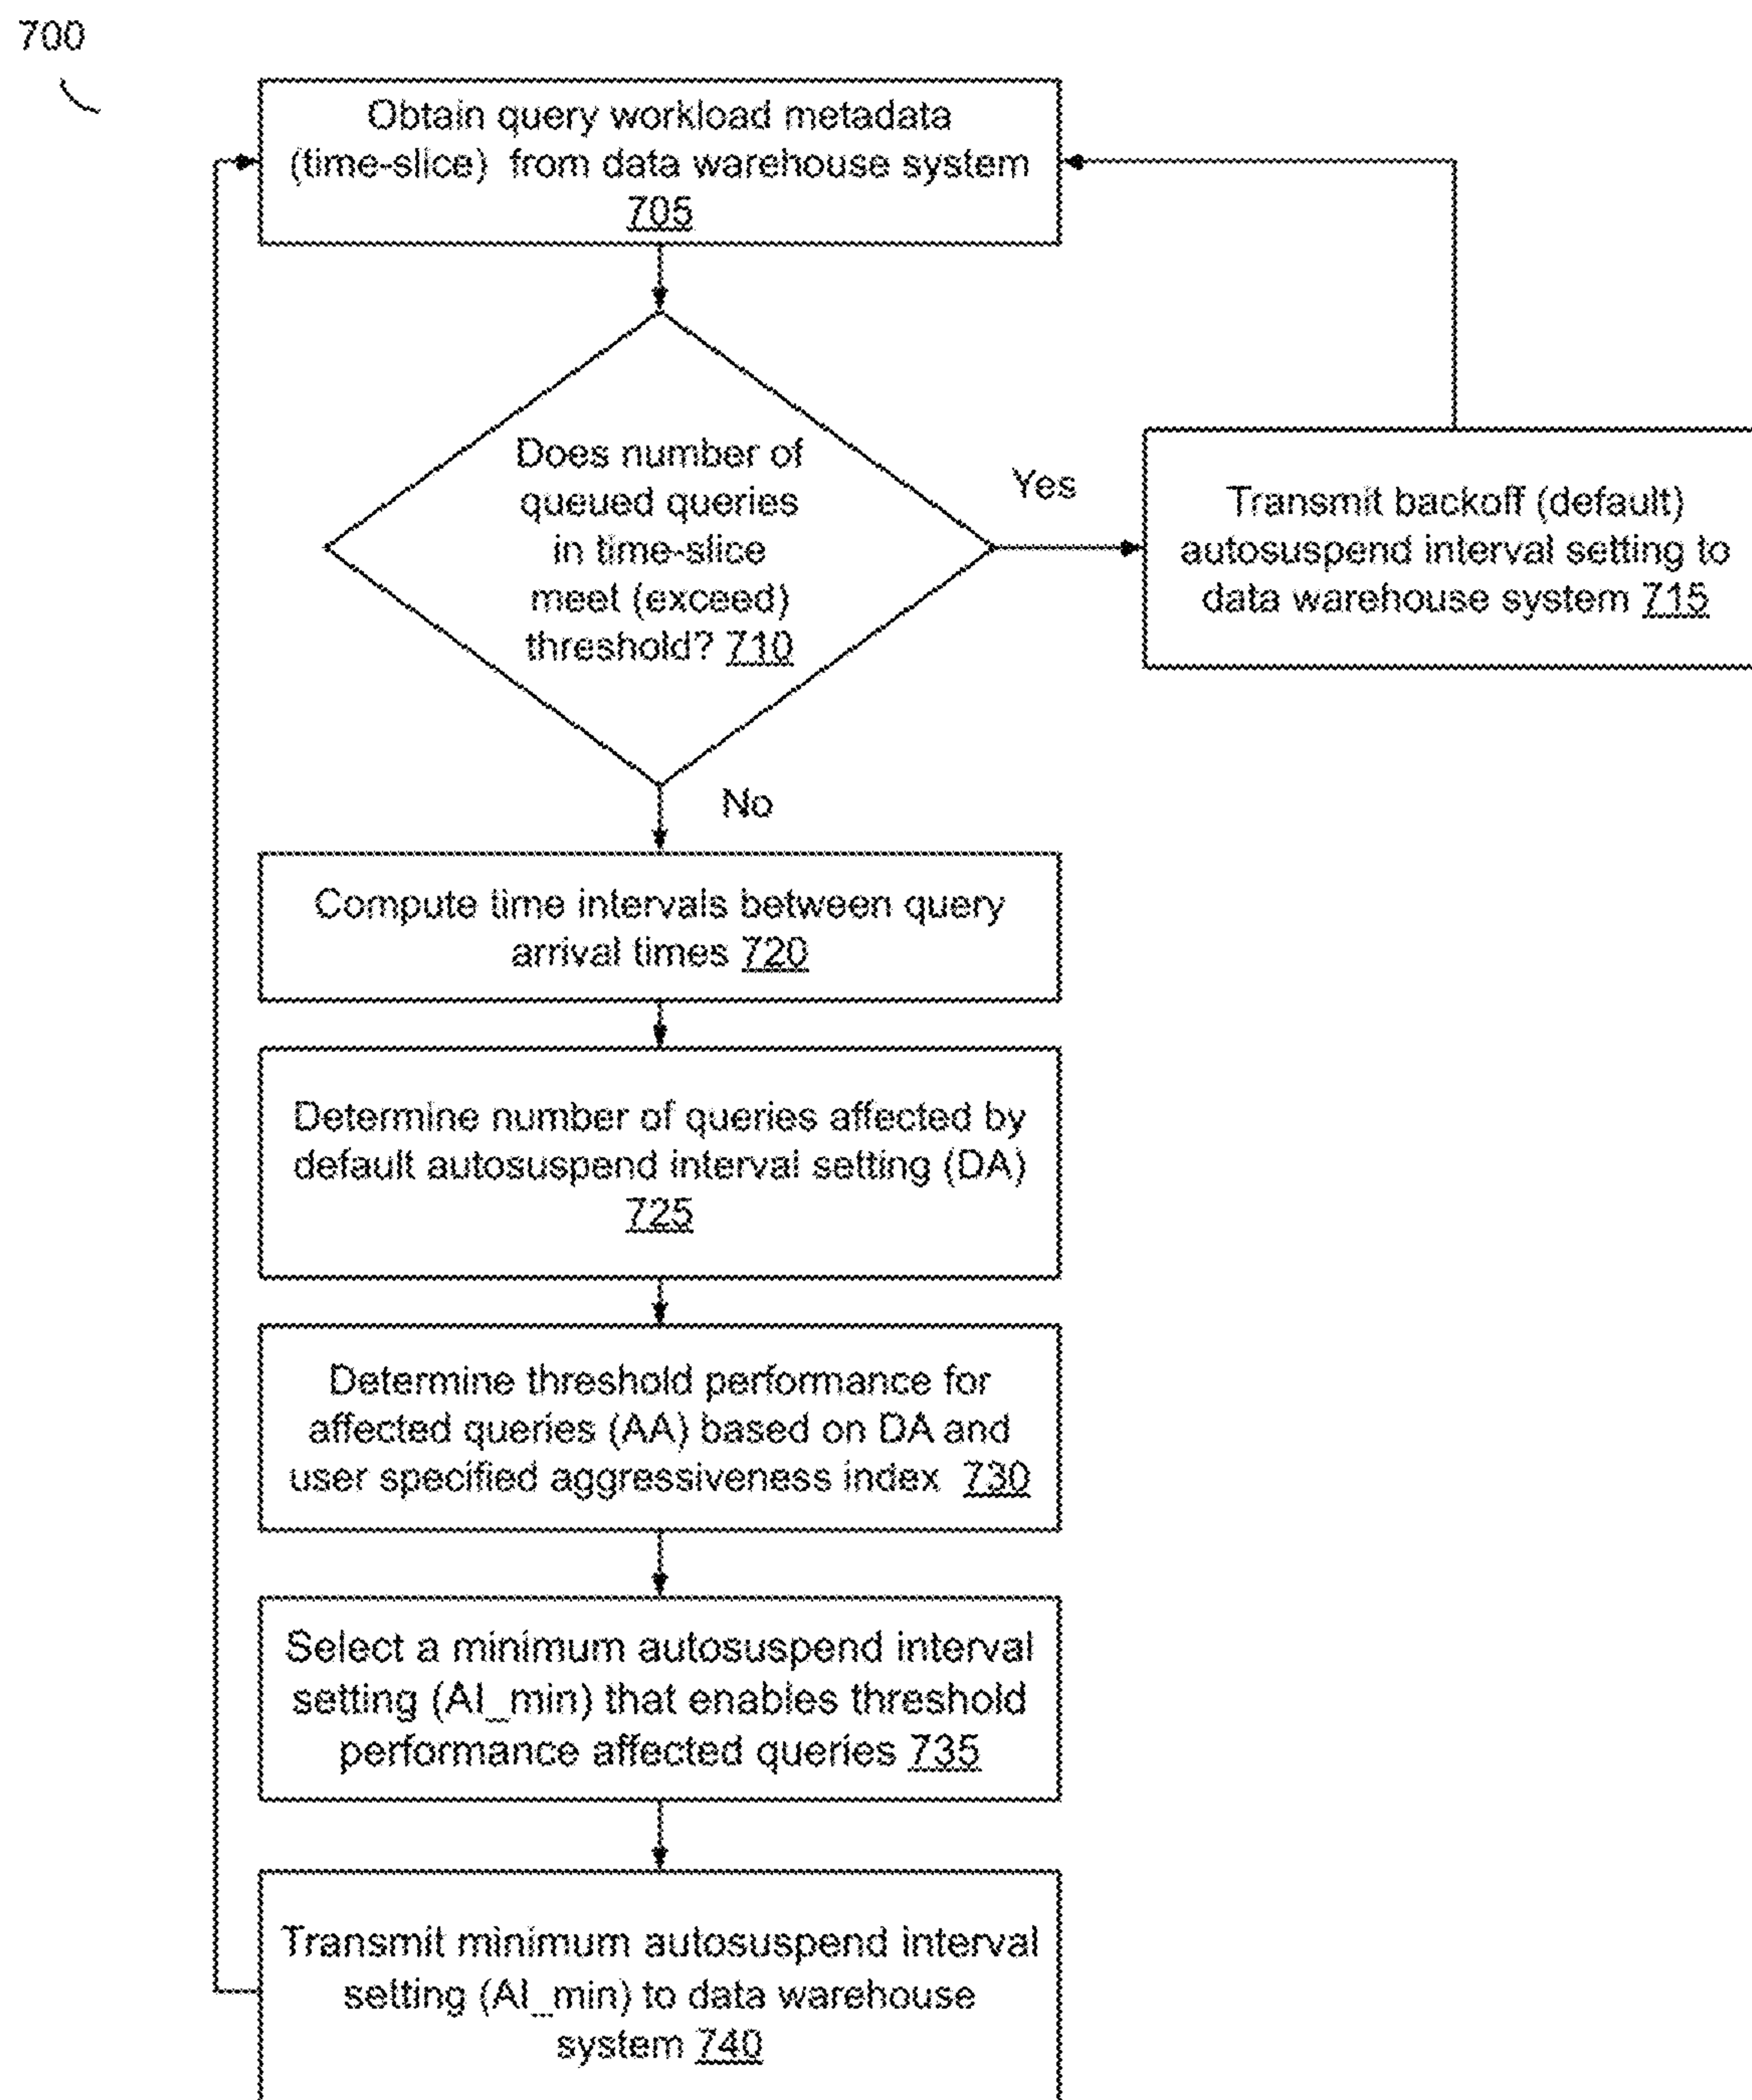 700
Obtain query workload metadata
(time-slice) from data warehouse system
705
Does number of
queued queries
in time-slice
meet (exceed)
threshold? 710
Yes
Transmit backoff (default)
autosuspend interval setting to
data warehouse system 715
No
Compute time intervals between query
arrival times 720
Determine number of queries affected by
default autosuspend interval setting (DA)
725
Determine threshold performance for
affected queries (AA) based on DA and
user specified aggressiveness index 730
Select a minimum autosuspend interval
setting (AI_min) that enables threshold
performance affected queries 735
Transmit minimum autosuspend interval
setting (AI_min) to data warehouse
system 740